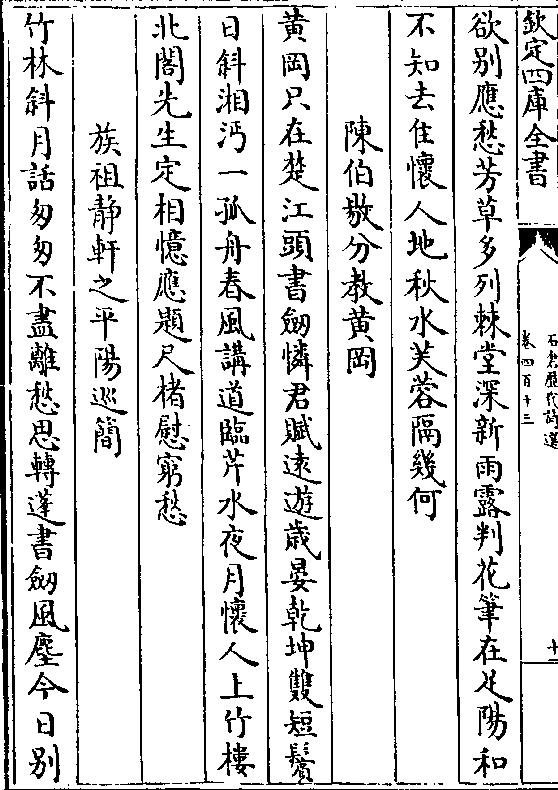 欽定四庫全書
石倉歷代詩選
卷四百十三
十
欲别應愁芳草多列棘堂深新雨露判花筆在足陽和
不知去住懷人地秋水芙蓉隔幾何
陳伯敬分教黄岡
黄岡只在楚江頭書劒憐君賦遠遊歳晏乾坤雙短鬢
日斜湘沔一孤舟春風講道臨芹水夜月懷人上竹樓
北閣先生定相憶應題尺楮慰窮愁
族祖静軒之平陽巡簡
竹林斜月話匆匆不盡離愁思轉蓬書劒風塵今日别